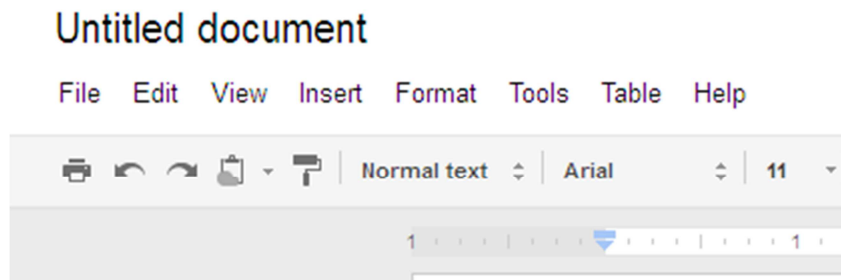 Untitled document
File Edit View Insert Format Tools Table Help
Normal text Arial 11
1 1